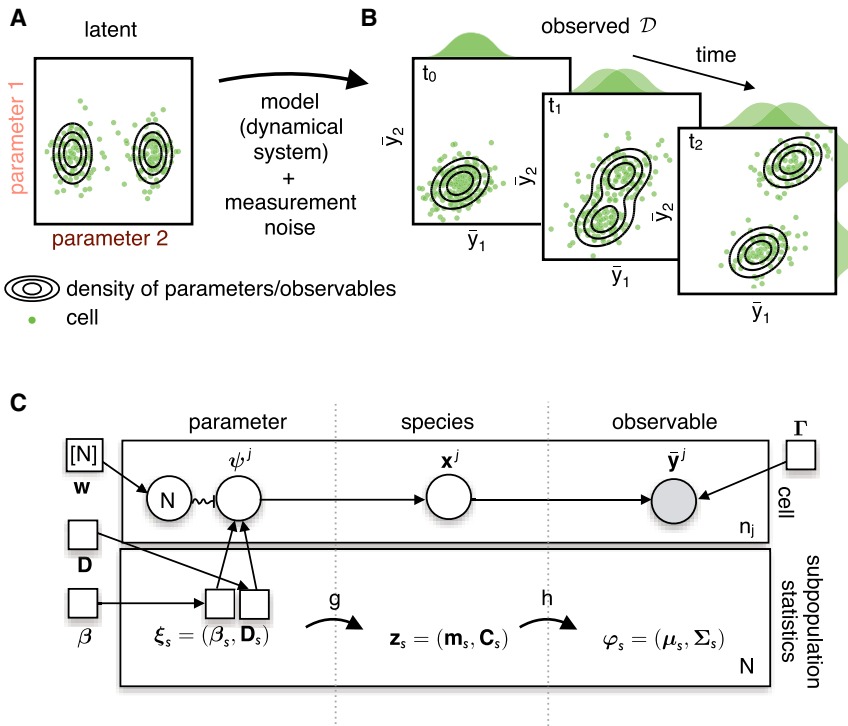 A
latent
parameter 1
parameter 2
model
(dynamical
system)
+
measurement
noise
density of parameters/observables
cell
B
observed 𝒟
time
t₀
ȳ₂
ȳ₁
t₁
ȳ₂
ȳ₁
t₂
ȳ₂
ȳ₁
C
parameter species observable
[N]
w
N
ψʲ
xʲ
ȳʲ
Γ
cell
nⱼ
D
β
g
h
ξₛ = (βₛ, Dₛ)
zₛ = (mₛ, Cₛ)
φₛ = (μₛ, Σₛ)
N
subpopulation
statistics